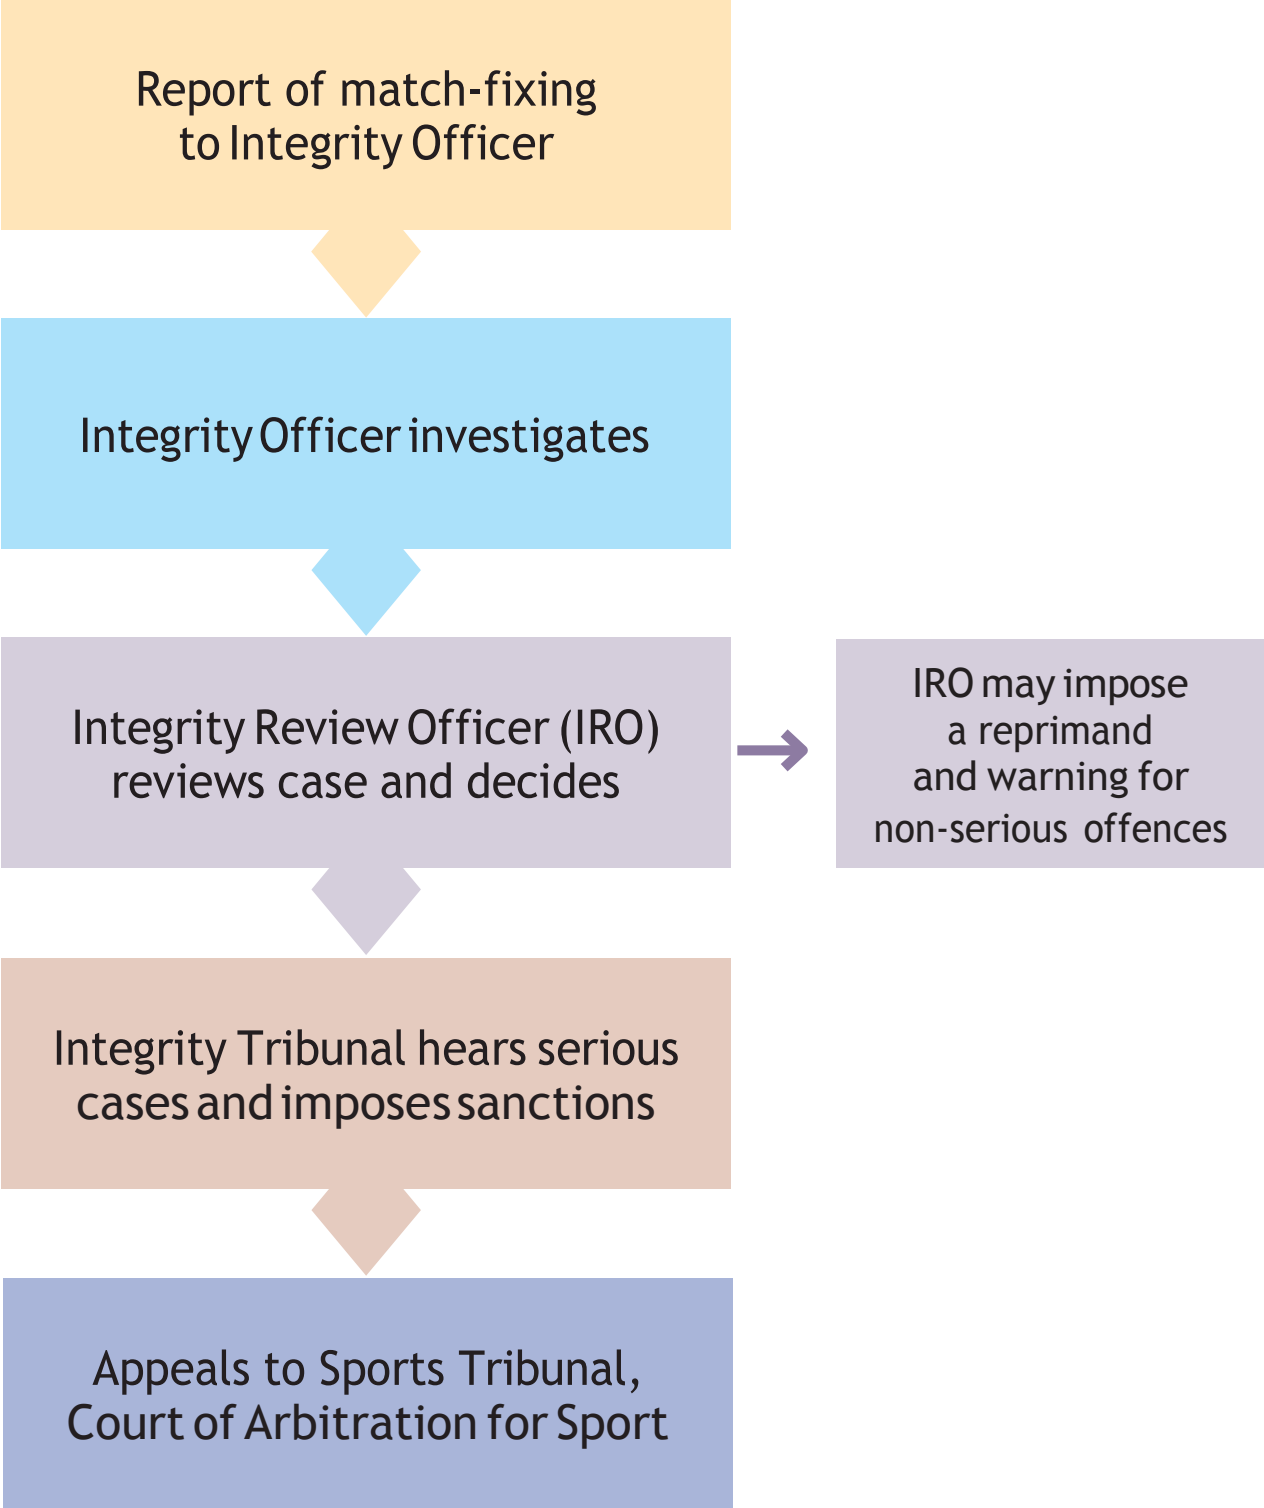 Report of match-fixing
to Integrity Officer
Integrity Officer investigates
Integrity Review Officer (IRO)
reviews case and decides
IRO may impose
a reprimand
and warning for
non-serious offences
Integrity Tribunal hears serious
cases and imposes sanctions
Appeals to Sports Tribunal,
Court of Arbitration for Sport